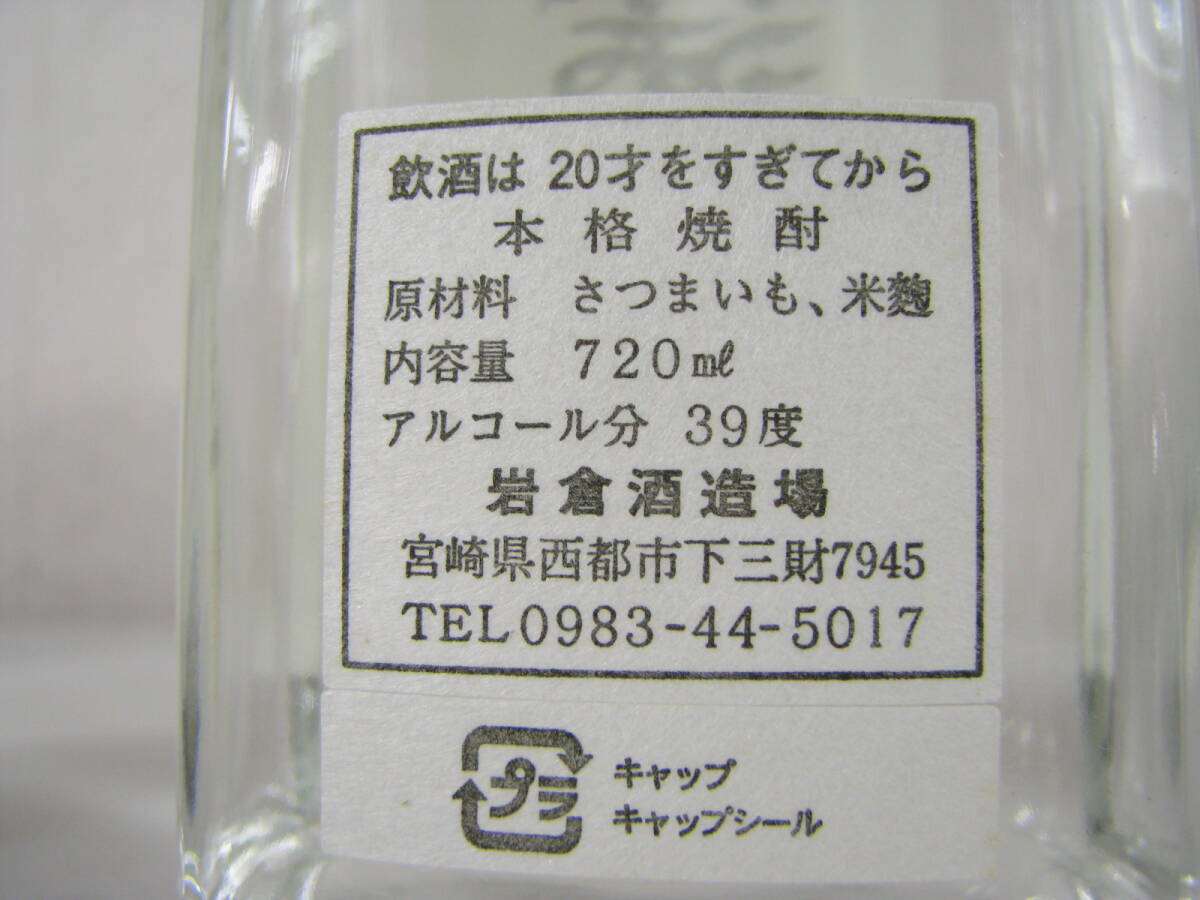 飲酒は 20才をすぎてから
本格焼酎
原材料 さつまいも、米麹
内容量 720㎖
アルコール分 39度
岩倉酒造場
宮崎県西都市下三財7945
TEL0983-44-5017
プラ
キャップ
キャップシール